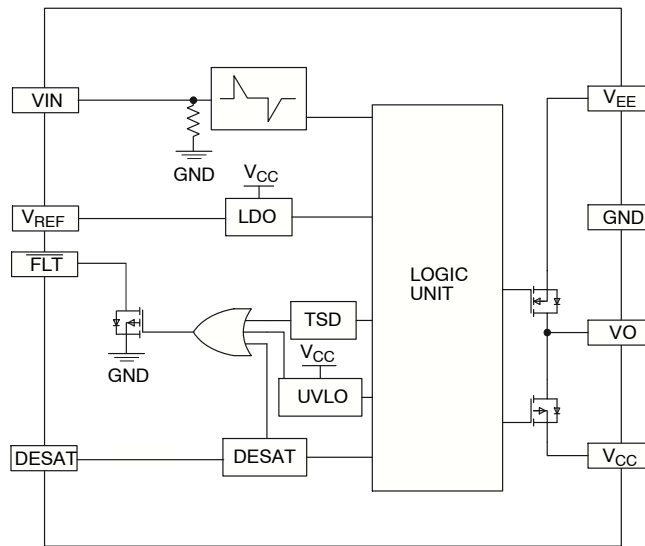 VIN
VEE
GND
VCC
VREF
LDO
GND
FLT
LOGIC
UNIT
TSD
VO
GND
VCC
UVLO
DESAT
DESAT
VCC